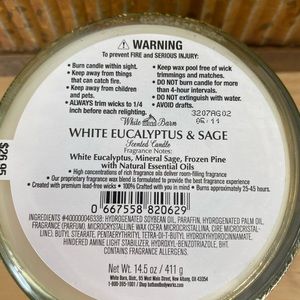 ⚠ WARNING
To prevent FIRE and SERIOUS INJURY:
• Burn candle within sight.
• Keep away from things that can catch fire.
• Keep away from children and pets.
• ALWAYS trim wicks to 1/4 inch before each relighting.
• Keep wax pool free of wick trimmings and matches.
• DO NOT burn candle for more than 4 hours.
• DO NOT extinguish with water.
• AVOID drafts.
3207AG02
White Barn
WHITE EUCALYPTUS & SAGE
Scented Candle
Fragrance Notes:
White Eucalyptus, Mineral Sage, Frozen Pine
with Natural Essential Oils
• High concentrations of rich fragrance oils deliver room-filling fragrance
• Our proprietary vegetable wax blend is formulated to provide the best fragrance experience
• Created with premium lead-free wicks • 100% Crafted with you in mind • Burns approximately 25-45 hours.
0 667558 820629
$26.95
INGREDIENTS #4000046338: HYDROGENATED SOYBEAN OIL, PARAFFIN, HYDROGENATED PALM OIL,
FRAGRANCE (PARFUM), MICROCRYSTALLINE WAX (CERA MICROCRISTALLINA, CIRE MICROCRISTAL-
LINE), BUTYL STEARATE, PENTAERYTHRITYL TETRA-DI-T-BUTYL HYDROXYHYDROCINNAMATE,
HINDERED AMINE LIGHT STABILIZER, HYDROXYL-BENZOTRIAZOLE, BHT.
CONTAINS FRAGRANCE ALLERGENS.
Net Wt. 14.5 oz / 411 g